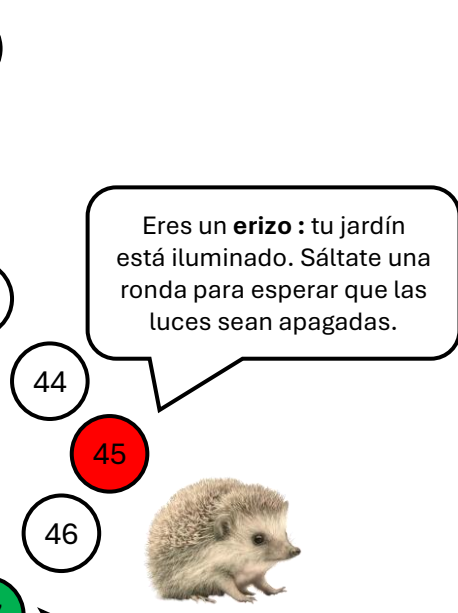 Eres un erizo : tu jardín
está iluminado. Sáltate una
ronda para esperar que las
luces sean apagadas.
44
45
46